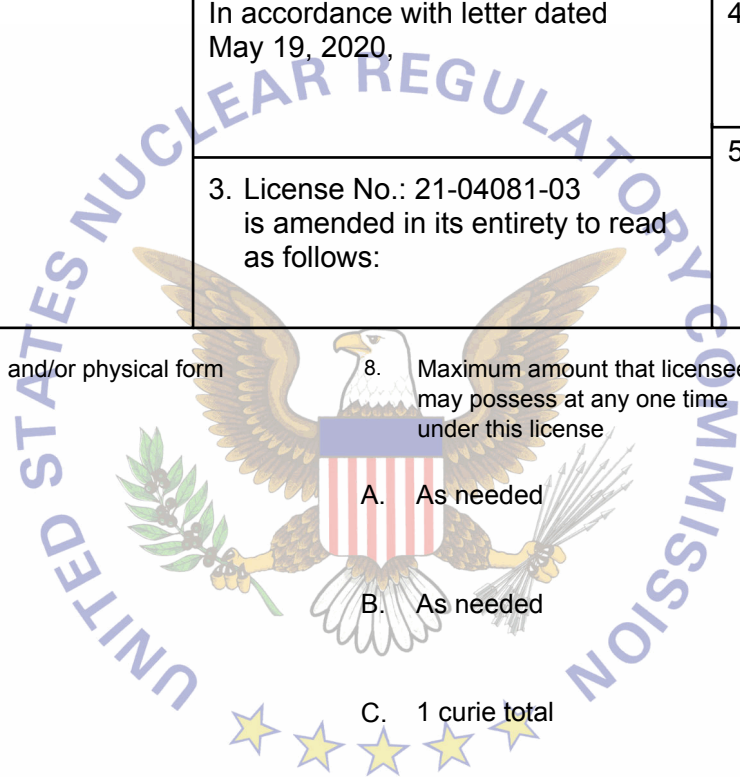 In accordance with letter dated
May 19, 2020,
4
5
3. License No.: 21-04081-03
is amended in its entirety to read
as follows:
and/or physical form
8. Maximum amount that licensee
may possess at any one time
under this license
A. As needed
B. As needed
C. 1 curie total
UNITED STATES NUCLEAR REGULATORY COMMISSION